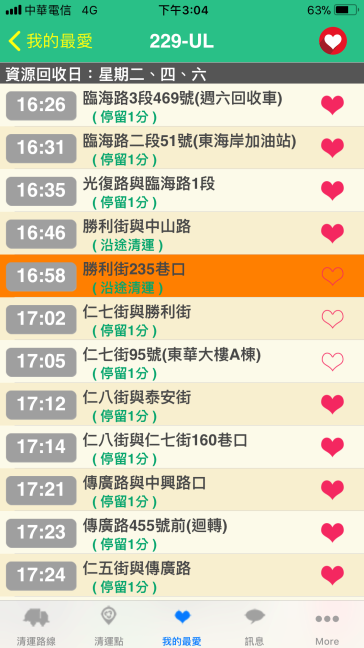 中華電信 4G 下午3:04 63%
我的最愛 229-UL
資源回收日：星期二、四、六
16:26 臨海路3段469號(週六回收車)
( 停留1分 )
16:31 臨海路二段51號(東海岸加油站)
( 停留1分 )
16:35 光復路與臨海路1段
( 停留1分 )
16:46 勝利街與中山路
( 沿途清運 )
16:58 勝利街235巷口
( 沿途清運 )
17:02 仁七街與勝利街
( 停留1分 )
17:05 仁七街95號(東華大樓A棟)
( 停留1分 )
17:12 仁八街與泰安街
( 停留1分 )
17:14 仁八街與仁七街160巷口
( 停留1分 )
17:21 傳廣路與中興路口
( 停留1分 )
17:23 傳廣路455號前(迴轉)
( 停留1分 )
17:24 仁五街與傳廣路
( 停留1分 )
清運路線 清運點 我的最愛 訊息 More